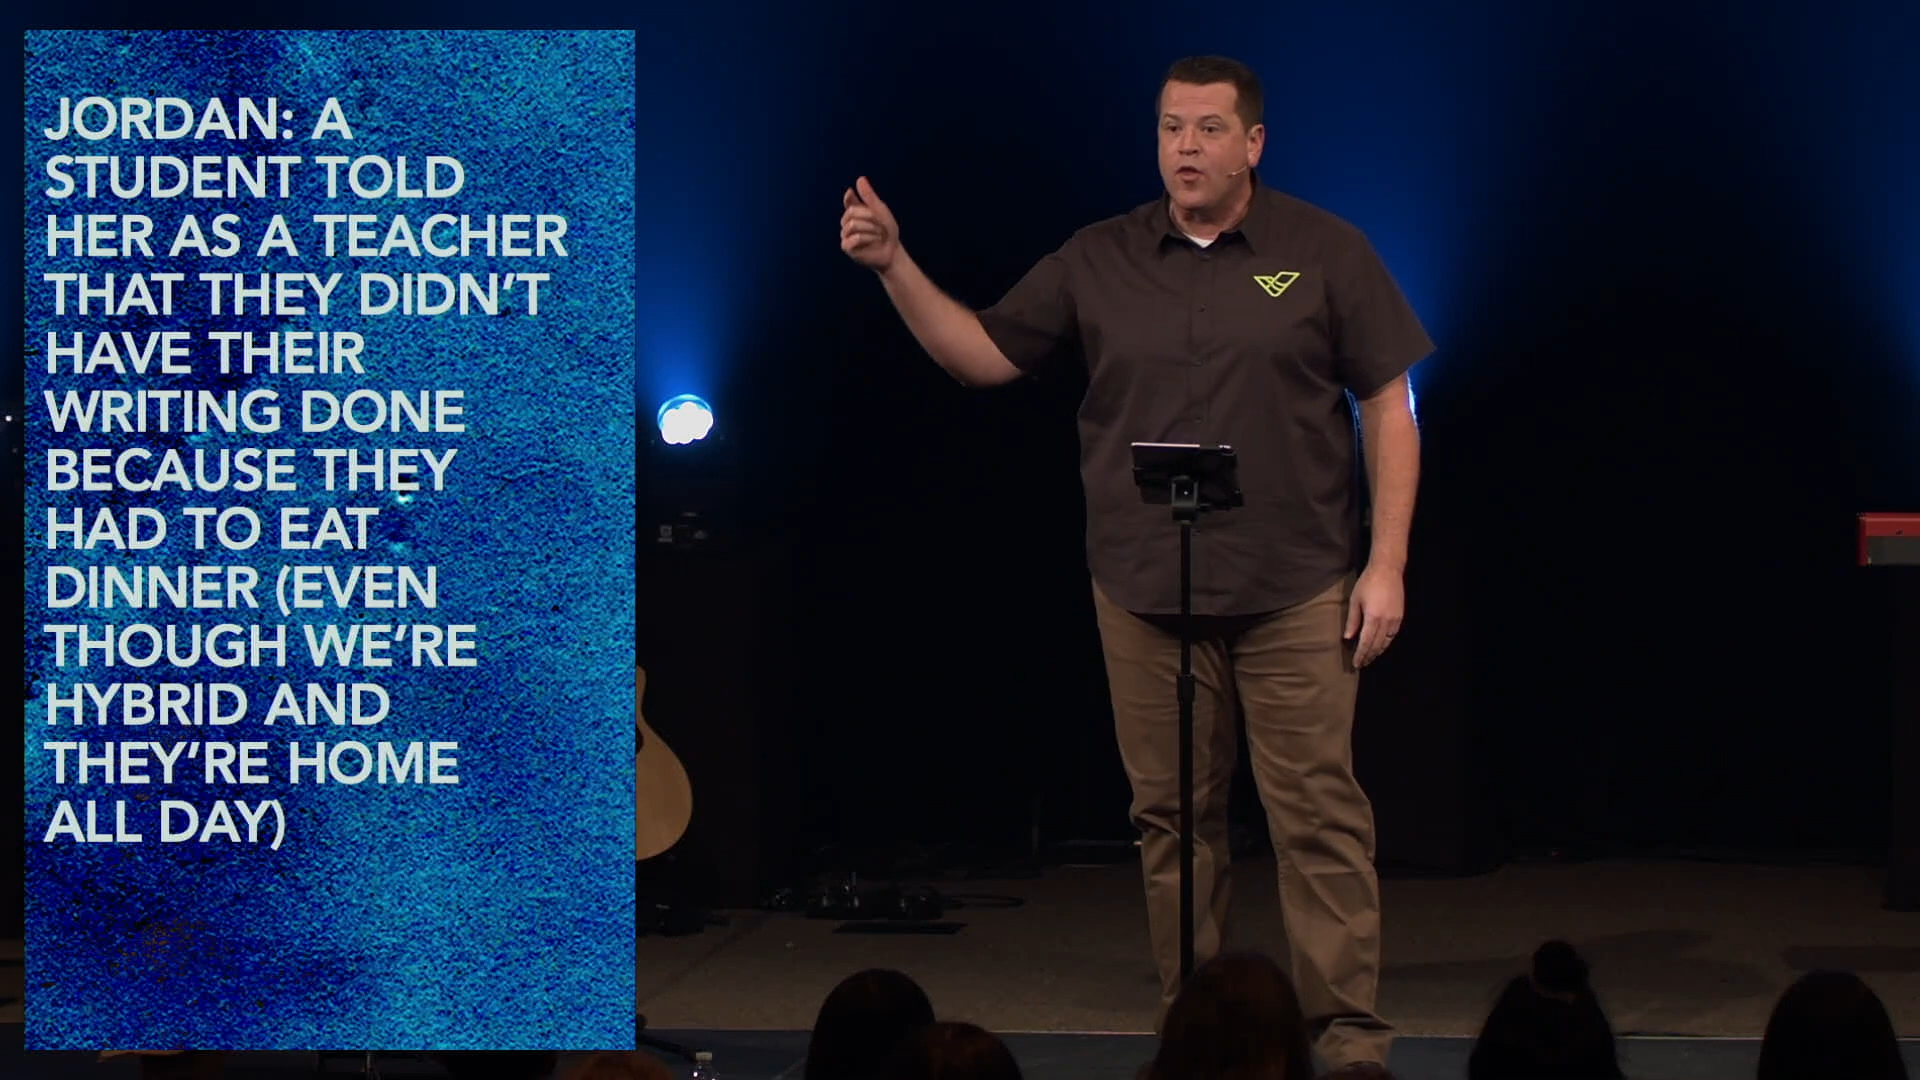 JORDAN: A
STUDENT TOLD
HER AS A TEACHER
THAT THEY DIDN’T
HAVE THEIR
WRITING DONE
BECAUSE THEY
HAD TO EAT
DINNER (EVEN
THOUGH WE’RE
HYBRID AND
THEY’RE HOME
ALL DAY)